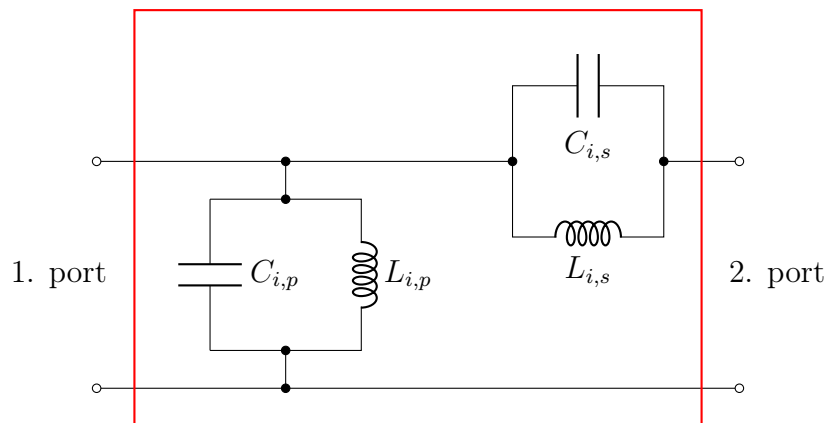 C_{i,s}
L_{i,s}
1. port
C_{i,p}
L_{i,p}
2. port